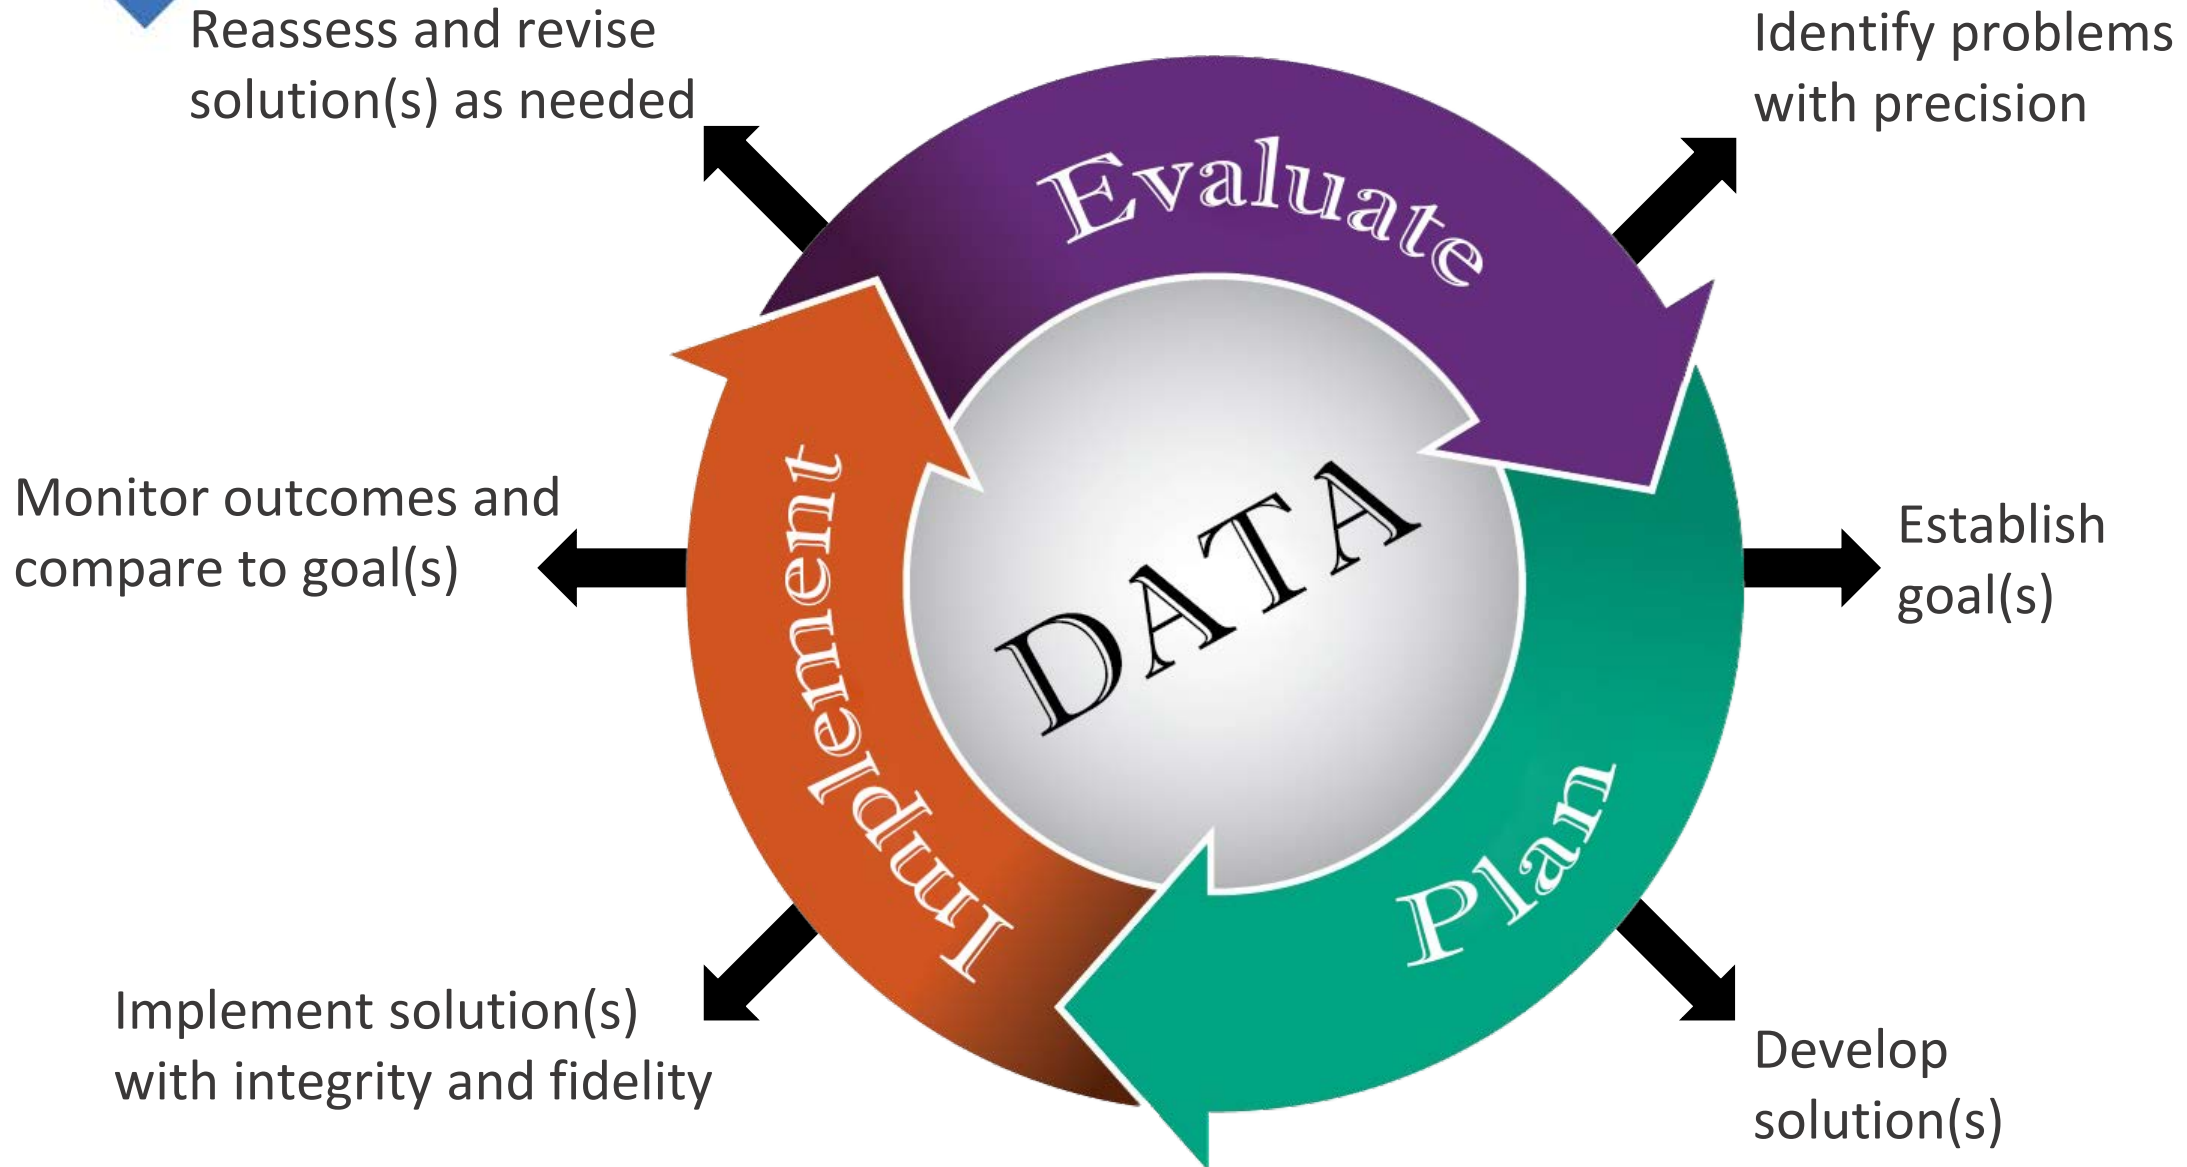 Reassess and revise
solution(s) as needed
Identify problems
with precision
Evaluate
Monitor outcomes and
compare to goal(s)
Implement
DATA
Establish
goal(s)
Plan
Implement solution(s)
with integrity and fidelity
Develop
solution(s)